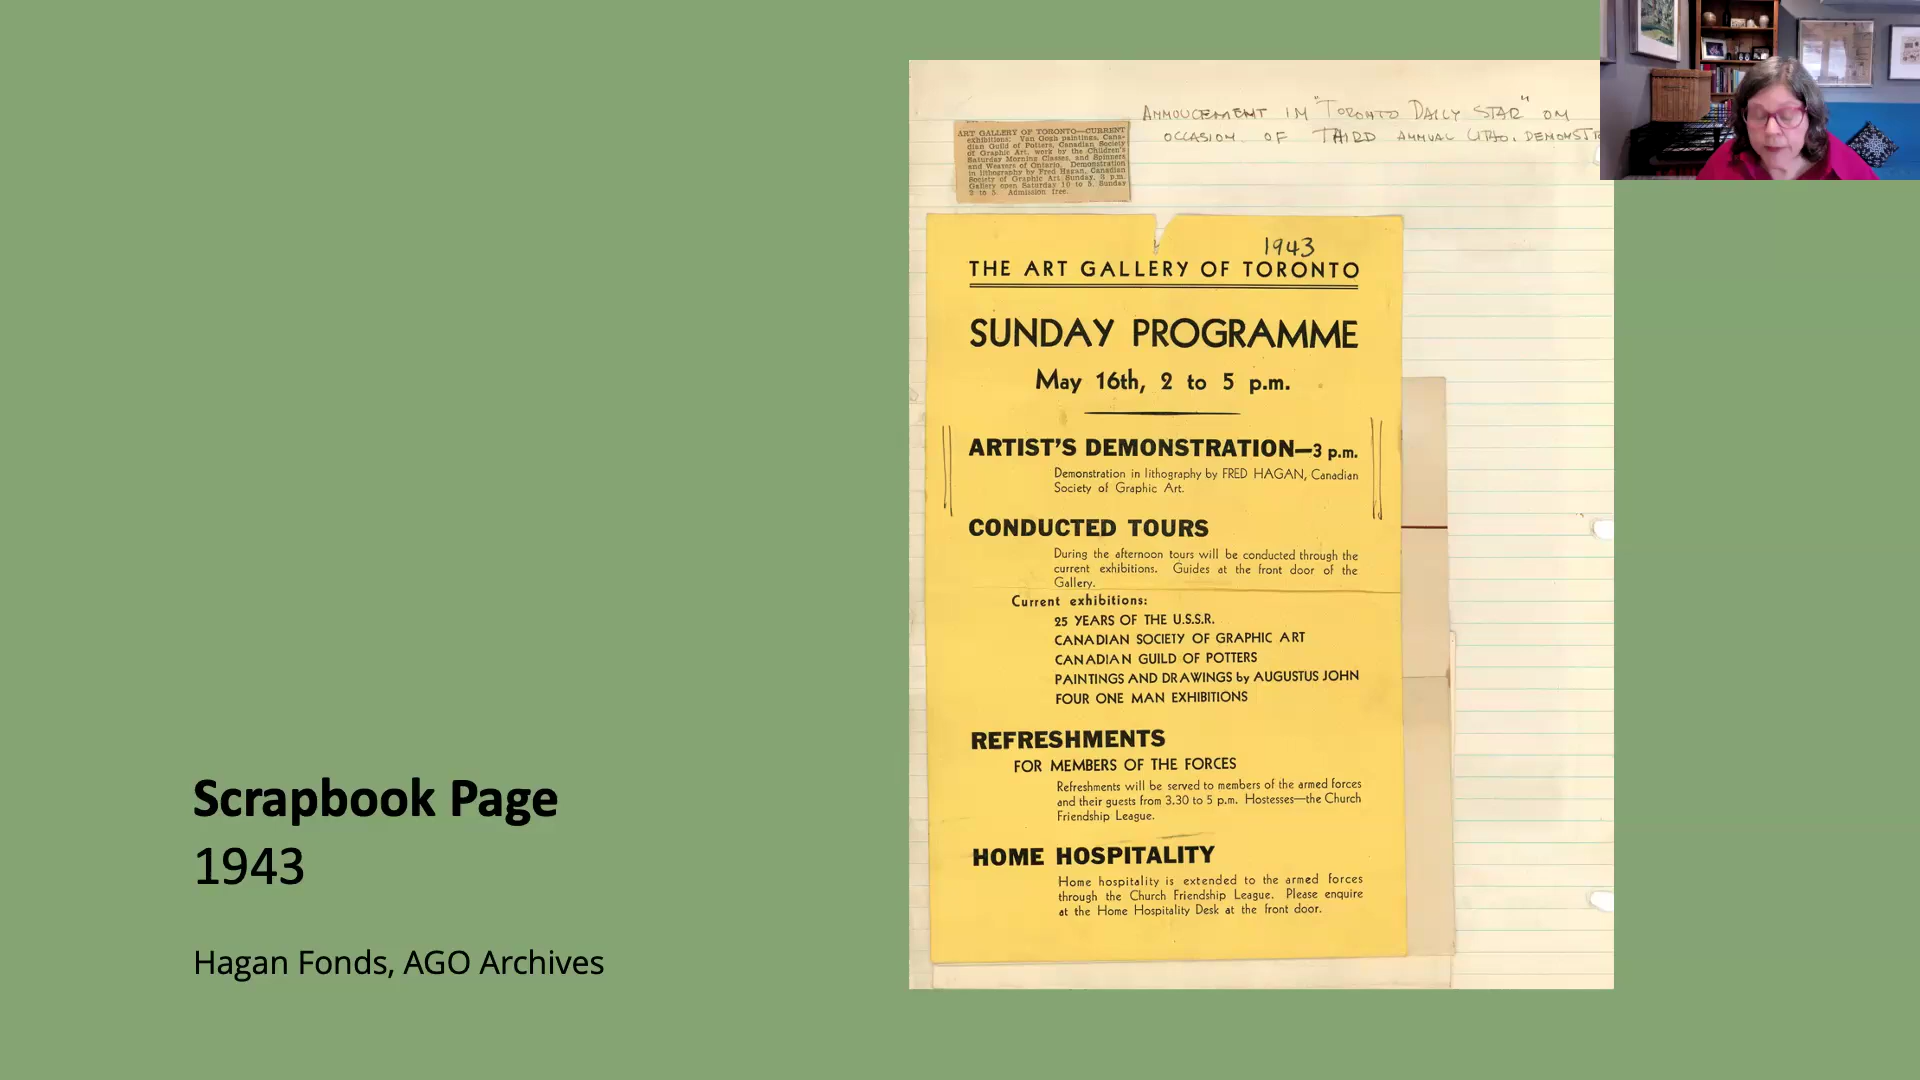 ANNOUCEMENT IN "TORONTO DAILY STAR" ON
OCCASION OF THIRD ANNUAL LITHO. DEMONSTR
ART GALLERY OF TORONTO—CURRENT
exhibitions: Van Gogh paintings, Cana-
dian Guild of Potters, Canadian Society
of Graphic Art, work by the Children's
Saturday Morning Classes, and Spinners
and Weavers of Ontario. Demonstration
in lithography by Fred Hagan, Canadian
Society of Graphic Art Sunday, 3 p.m.
Gallery open Saturday 10 to 5, Sunday
2 to 5. Admission free.
1943
THE ART GALLERY OF TORONTO
SUNDAY PROGRAMME
May 16th, 2 to 5 p.m.
ARTIST'S DEMONSTRATION—3 p.m.
Demonstration in lithography by FRED HAGAN, Canadian
Society of Graphic Art.
CONDUCTED TOURS
During the afternoon tours will be conducted through the
current exhibitions. Guides at the front door of the
Gallery.
Current exhibitions:
25 YEARS OF THE U.S.S.R.
CANADIAN SOCIETY OF GRAPHIC ART
CANADIAN GUILD OF POTTERS
PAINTINGS AND DRAWINGS by AUGUSTUS JOHN
FOUR ONE MAN EXHIBITIONS
REFRESHMENTS
FOR MEMBERS OF THE FORCES
Refreshments will be served to members of the armed forces
and their guests from 3.30 to 5 p.m. Hostesses—the Church
Friendship League.
HOME HOSPITALITY
Home hospitality is extended to the armed forces
through the Church Friendship League. Please enquire
at the Home Hospitality Desk at the front door.
Scrapbook Page
1943
Hagan Fonds, AGO Archives